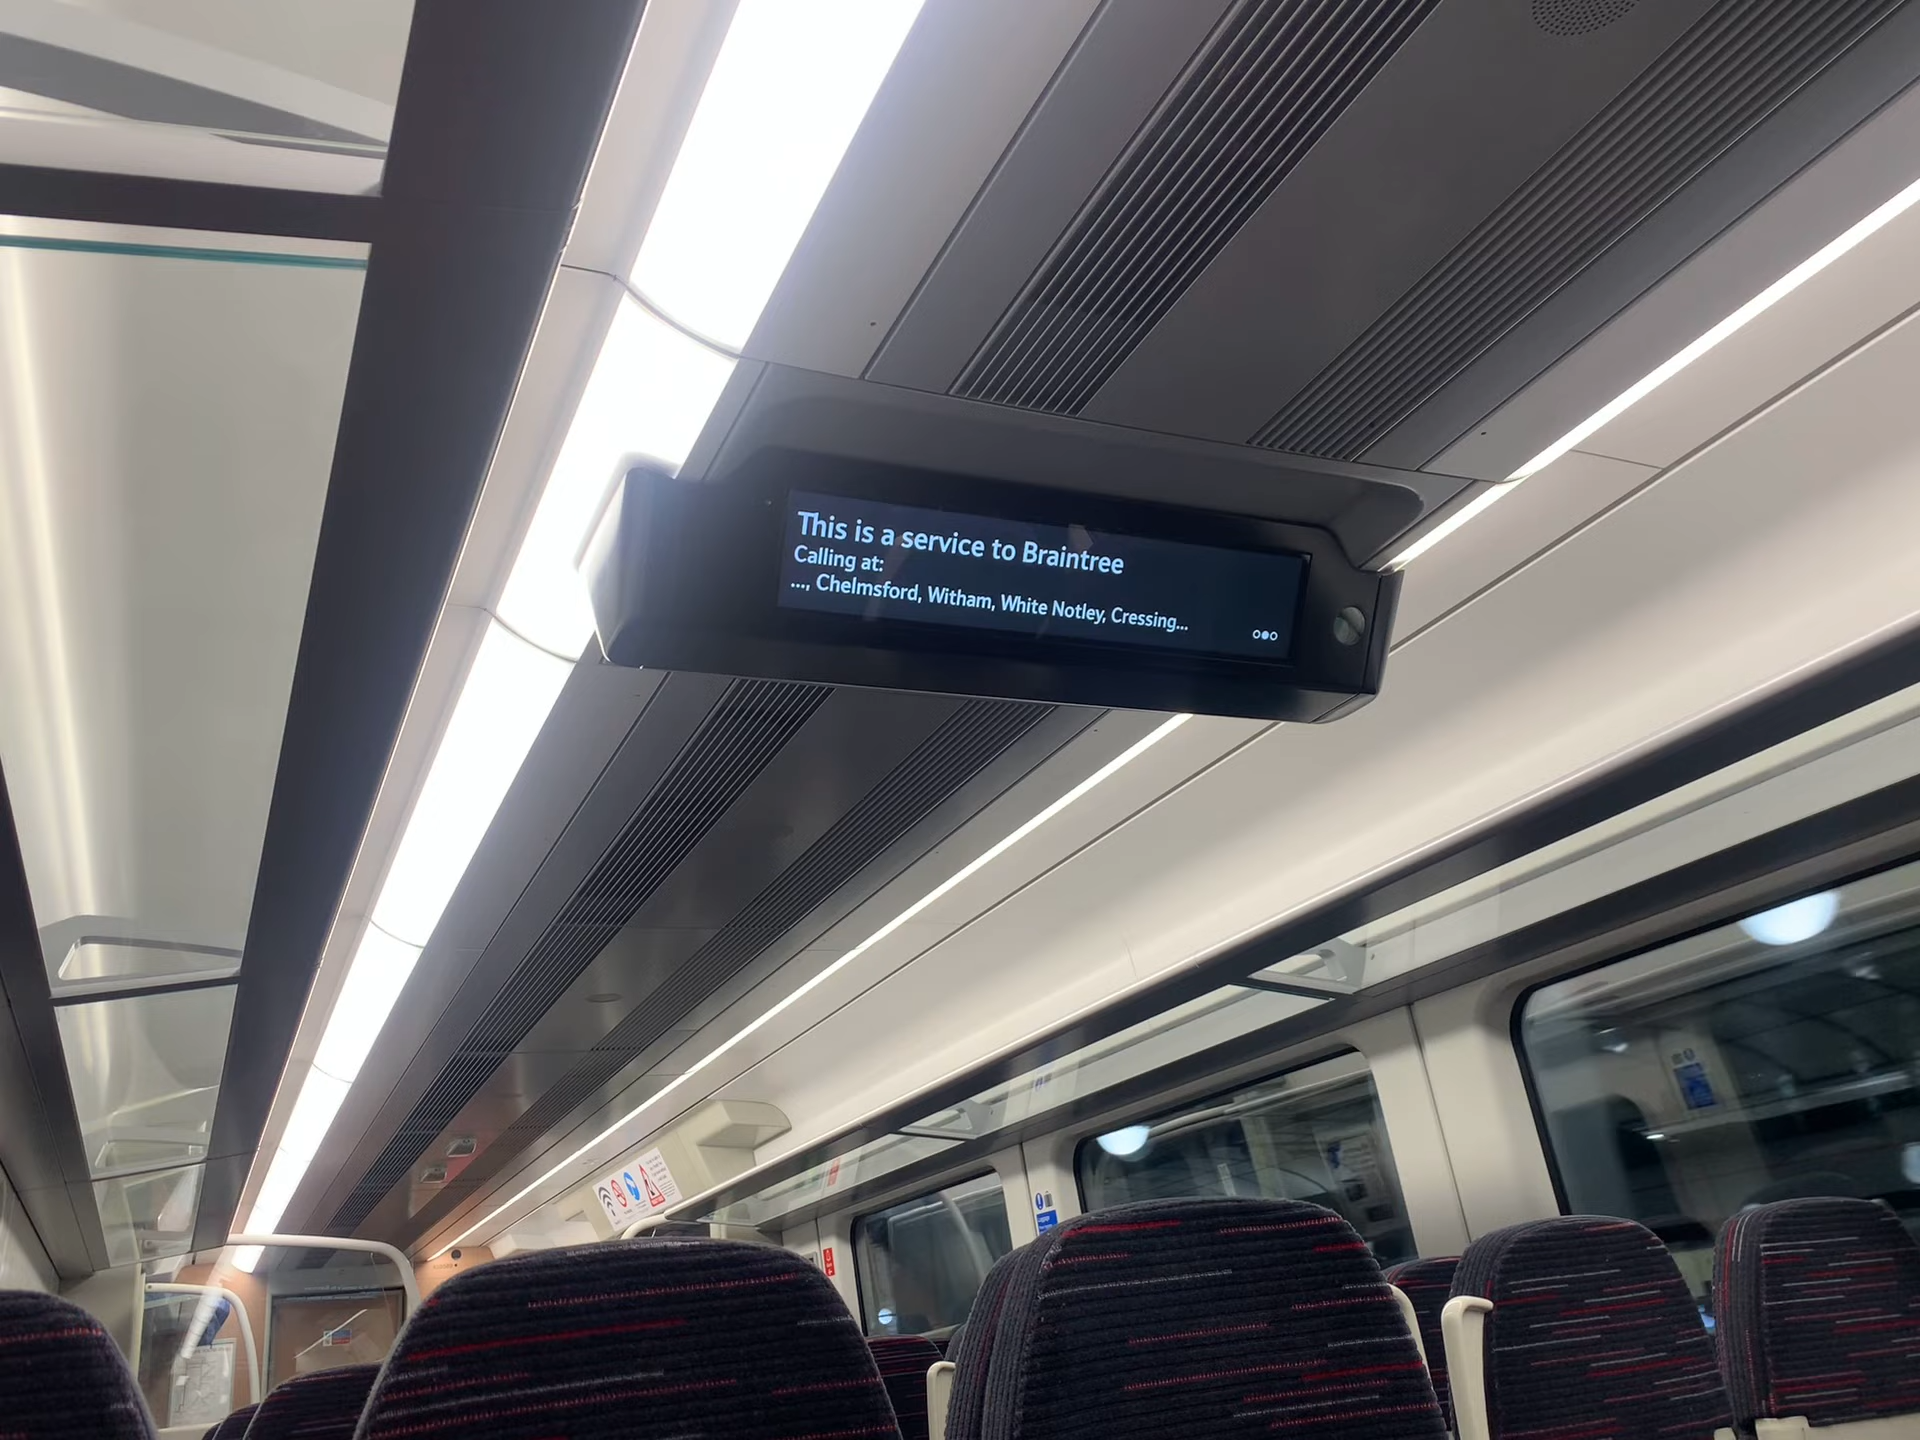 This is a service to Braintree
Calling at:
..., Chelmsford, Witham, White Notley, Cressing...